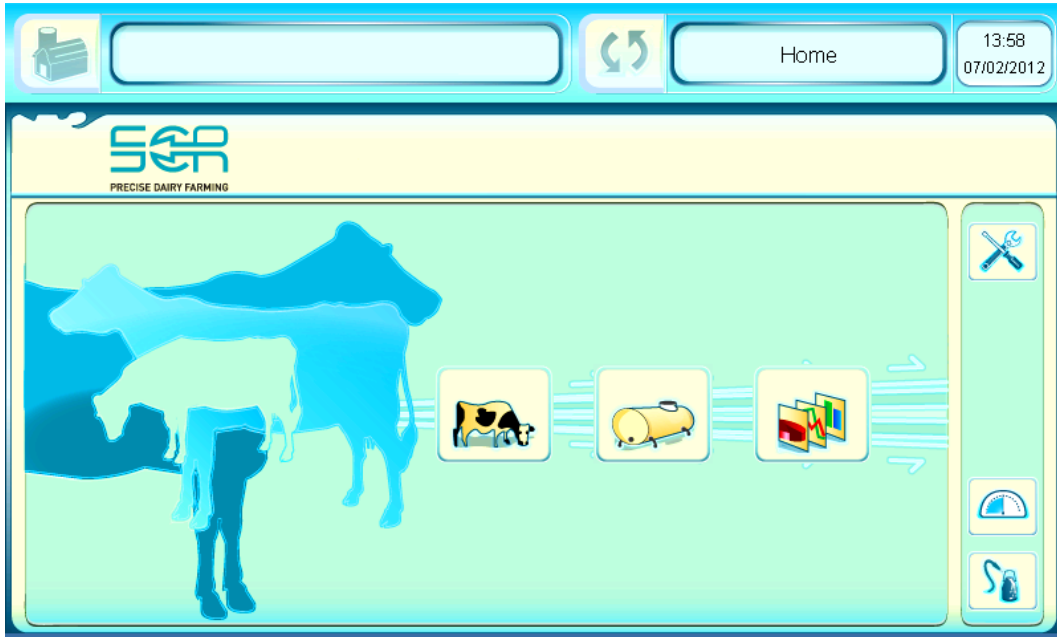 Home
13:58
07/02/2012
SCR
PRECISE DAIRY FARMING